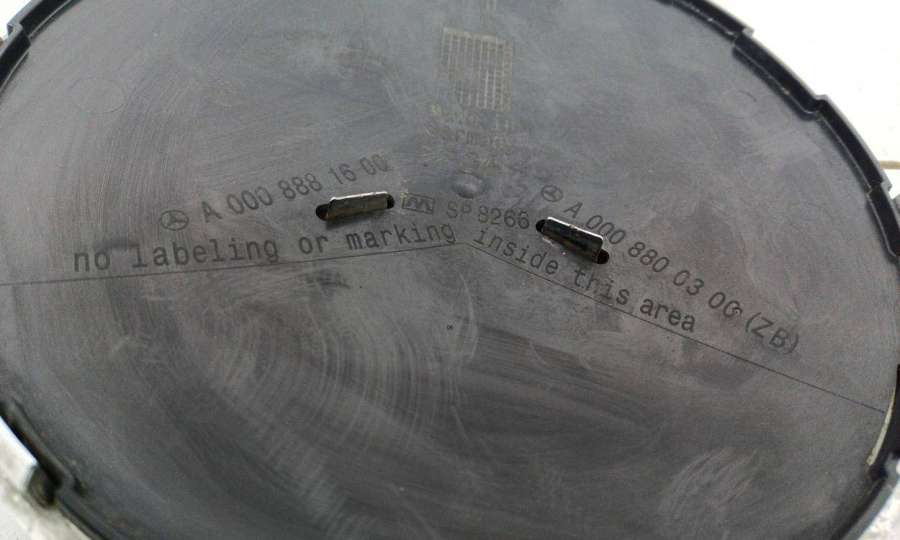 A 000 888 16 00
SP 8266
A 000 880 03 00 (ZB)
no labeling or marking inside this area